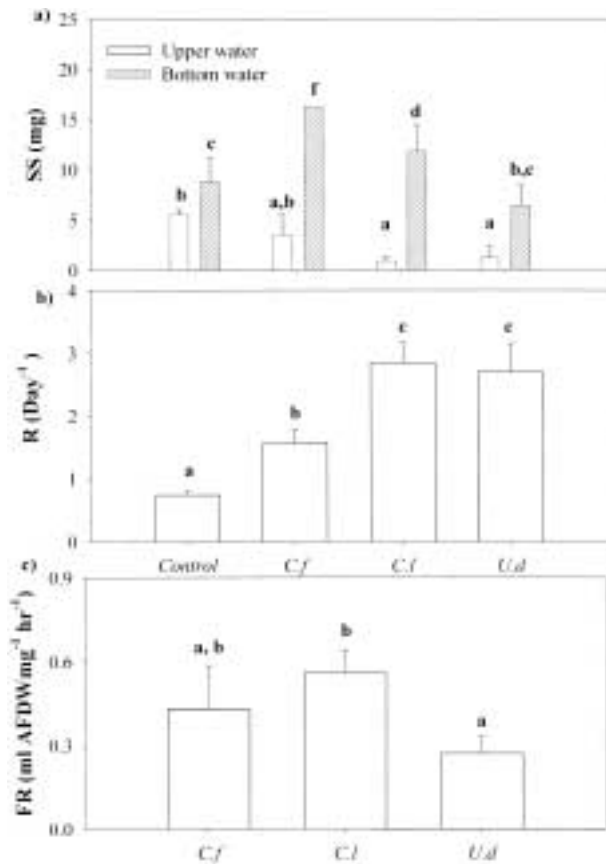 a)
25
Upper water
Bottom water
20
15
10
5
0
SS (mg)
b
c
a,b
f
a
d
a
b,c
b)
4
3
2
1
0
R (Day⁻¹)
a
b
c
c
Control
C.f
C.l
U.d
c)
0.9
0.6
0.3
0.0
FR (ml AFDWmg⁻¹ hr⁻¹)
a, b
b
a
C.f
C.l
U.d